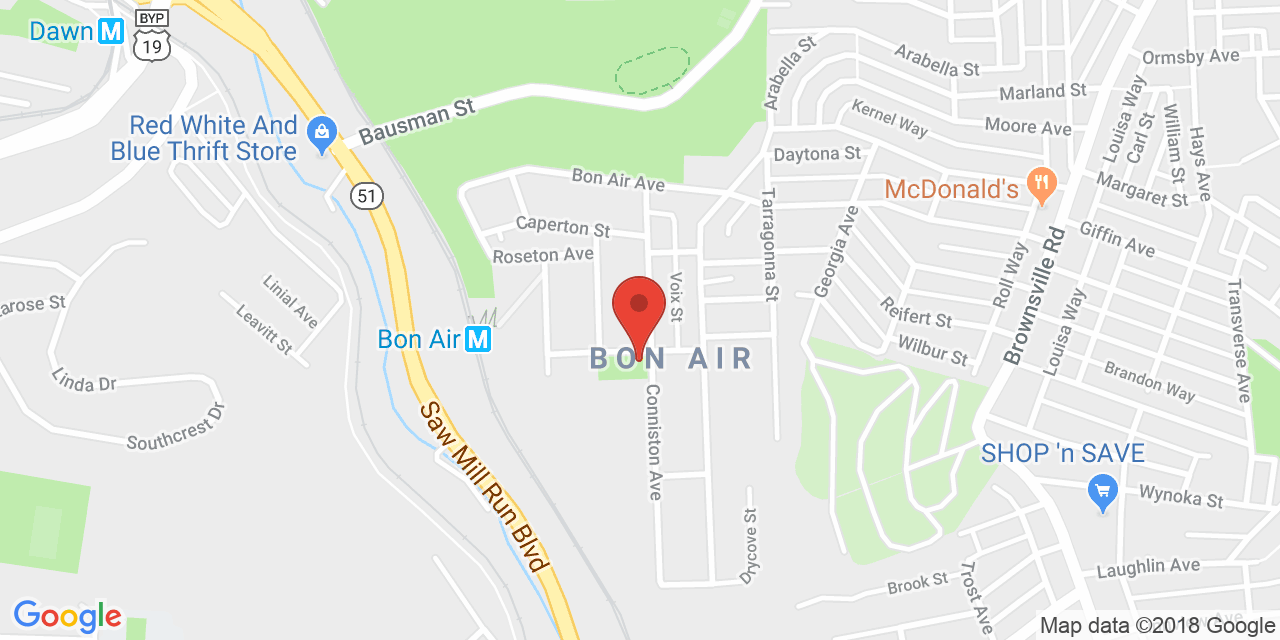 Dawn M
BYP
19
Ormsby Ave
Arabella St
Arabella St
Marland St
Louisa Way
Carl St
William St
Hays Ave
Kernel Way
Moore Ave
Red White And
Blue Thrift Store
Bausman St
Daytona St
Margaret St
Bon Air Ave
McDonald's
51
Tarragonna St
Georgia Ave
Giffin Ave
Caperton St
Roseton Ave
Brownsville Rd
Roll Way
Voix St
Linial Ave
Leavitt St
arose St
Reifert St
Louisa Way
Transverse Ave
Bon Air M
Wilbur St
BON AIR
Linda Dr
Brandon Way
Southcrest Dr
Conniston Ave
Saw Mill Run Blvd
SHOP 'n SAVE
Wynoka St
Drycove St
Laughlin Ave
Brook St
Trost Ave
Google
Ave
Map data ©2018 Google